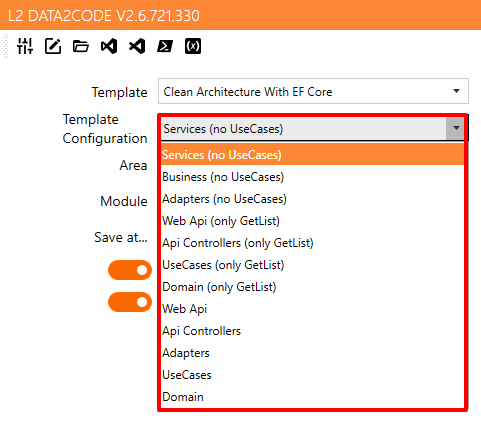 L2 DATA2CODE V2.6.721.330
Template
Clean Architecture With EF Core
Template
Configuration
Services (no UseCases)
Area
Module
Save at...
Services (no UseCases)
Business (no UseCases)
Adapters (no UseCases)
Web Api (only GetList)
Api Controllers (only GetList)
UseCases (only GetList)
Domain (only GetList)
Web Api
Api Controllers
Adapters
UseCases
Domain